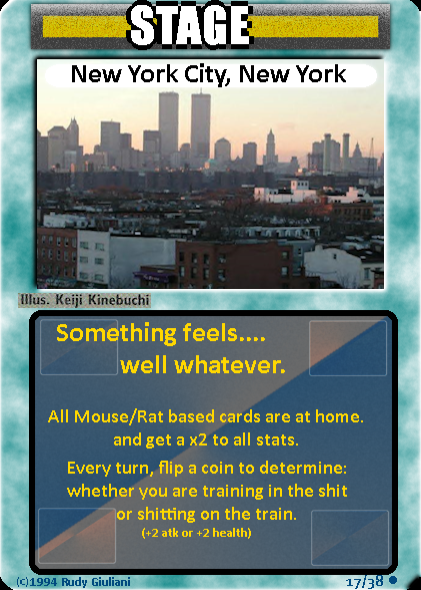 STAGE
New York City, New York
Illus. Keiji Kinebuchi
Something feels....
well whatever.
All Mouse/Rat based cards are at home.
and get a x2 to all stats.
Every turn, flip a coin to determine:
whether you are training in the shit
or shitting on the train.
(+2 atk or +2 health)
(c)1994 Rudy Giuliani
17/38